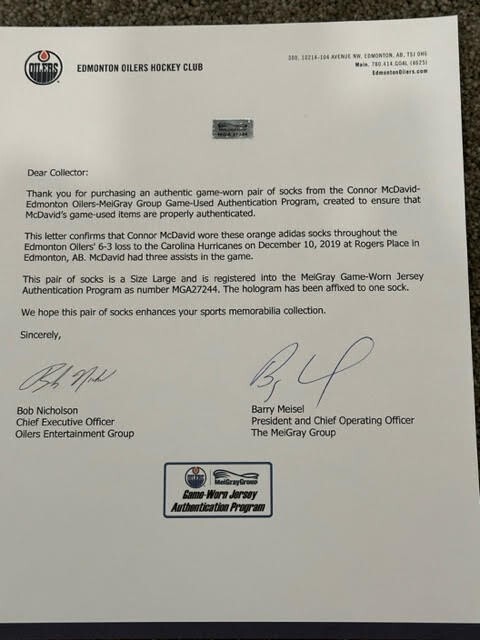 OILERS
EDMONTON OILERS HOCKEY CLUB
300, 10214-104 AVENUE NW, EDMONTON, AB, T5J 0H6
Main. 780.414.GOAL (4625)
EdmontonOilers.com
MGA 27244
Dear Collector:
Thank you for purchasing an authentic game-worn pair of socks from the Connor McDavid-
Edmonton Oilers-MeiGray Group Game-Used Authentication Program, created to ensure that
McDavid's game-used items are properly authenticated.
This letter confirms that Connor McDavid wore these orange adidas socks throughout the
Edmonton Oilers' 6-3 loss to the Carolina Hurricanes on December 10, 2019 at Rogers Place in
Edmonton, AB. McDavid had three assists in the game.
This pair of socks is a Size Large and is registered into the MeiGray Game-Worn Jersey
Authentication Program as number MGA27244. The hologram has been affixed to one sock.
We hope this pair of socks enhances your sports memorabilia collection.
Sincerely,
Bob Nicholson
Chief Executive Officer
Oilers Entertainment Group
Barry Meisel
President and Chief Operating Officer
The MeiGray Group
MeiGrayGroup
Game-Worn Jersey
Authentication Program